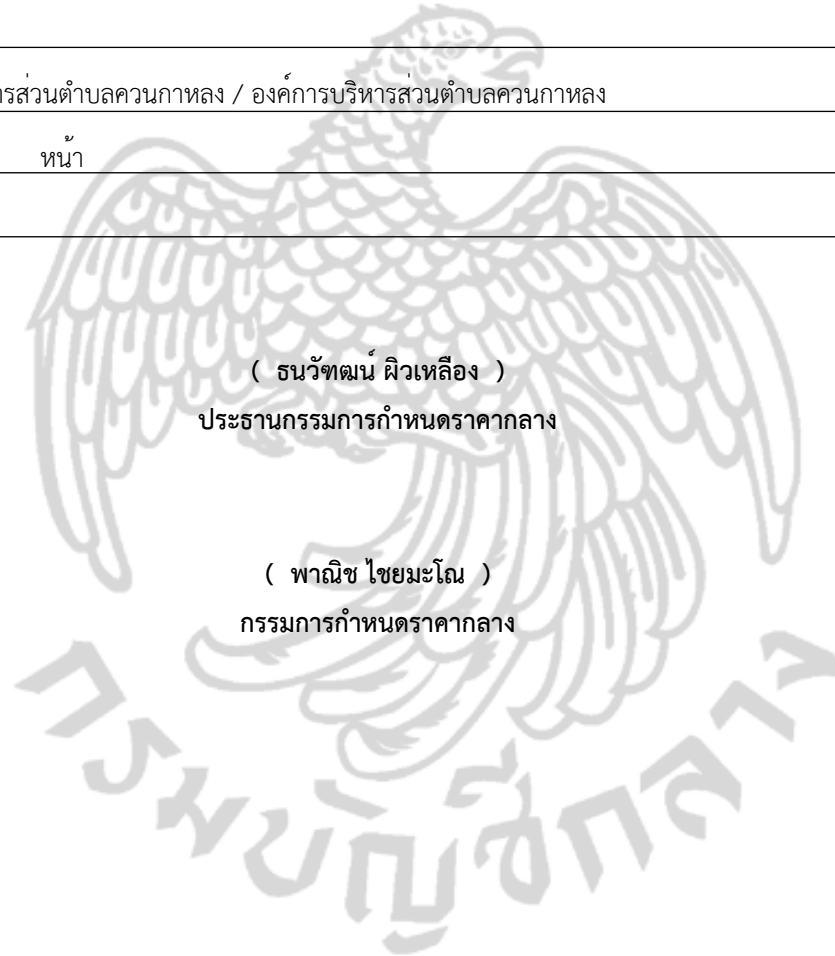 ารส่วนตำบลควนกาหลง / องค์การบริหารส่วนตำบลควนกาหลง
หน้า
( ธนวัฑฒน์ ผิวเหลือง )
ประธานกรรมการกำหนดราคากลาง
( พาณิช ไชยมะโณ )
กรรมการกำหนดราคากลาง
กรมบัญชีกลาง